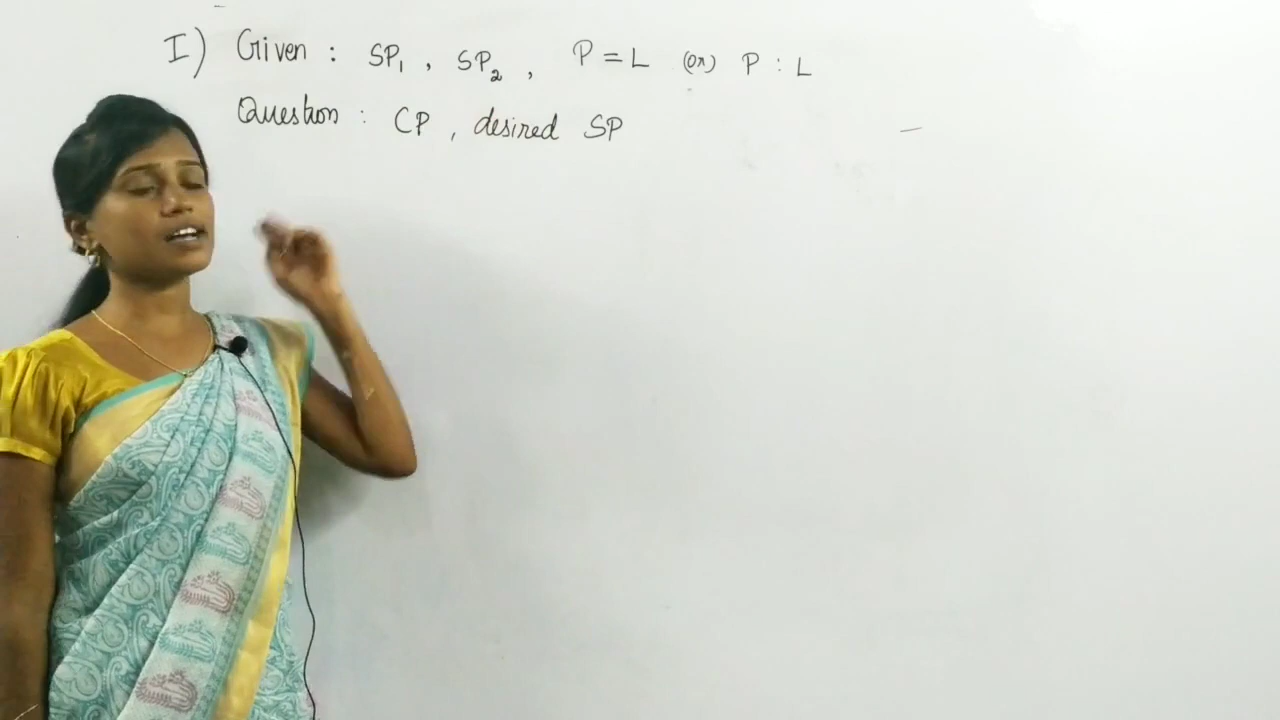 I) Given : SP₁ , SP₂ , P = L (or) P : L
Question : CP , desired SP